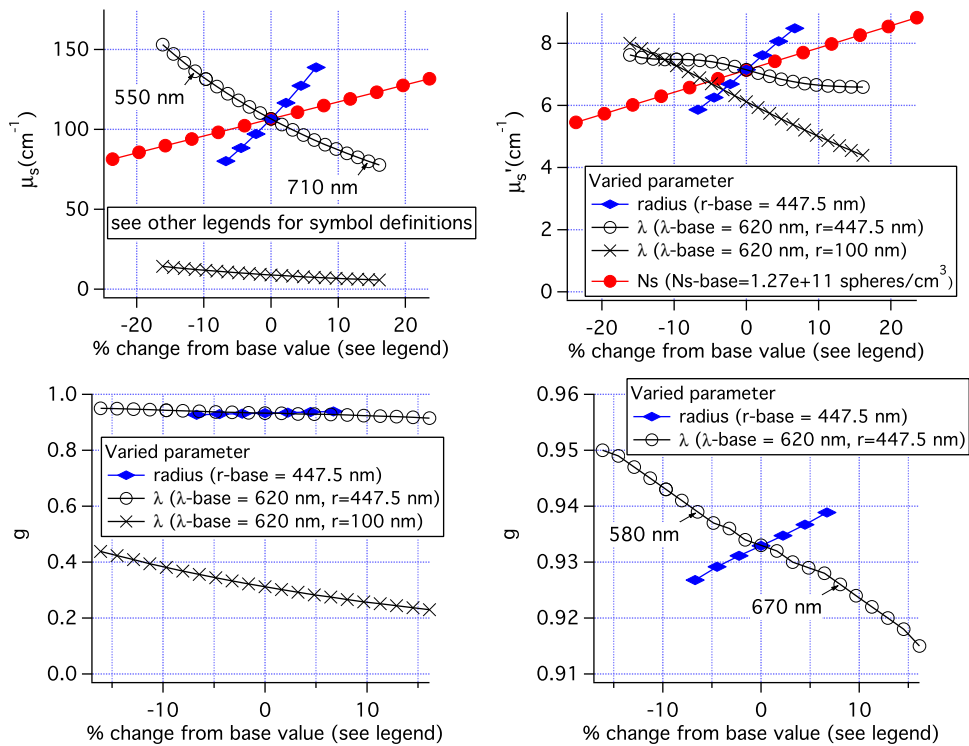 150
100
50
0
μs(cm-1)
550 nm
710 nm
see other legends for symbol definitions
-20 -10 0 10 20
% change from base value (see legend)
8
6
4
2
0
μs'(cm-1)
Varied parameter
radius (r-base = 447.5 nm)
λ (λ-base = 620 nm, r=447.5 nm)
λ (λ-base = 620 nm, r=100 nm)
Ns (Ns-base=1.27e+11 spheres/cm3)
-20 -10 0 10 20
% change from base value (see legend)
1.0
0.8
0.6
0.4
0.2
0.0
g
Varied parameter
radius (r-base = 447.5 nm)
λ (λ-base = 620 nm, r=447.5 nm)
λ (λ-base = 620 nm, r=100 nm)
-10 0 10
% change from base value (see legend)
0.96
0.95
0.94
0.93
0.92
0.91
g
Varied parameter
radius (r-base = 447.5 nm)
λ (λ-base = 620 nm, r=447.5 nm)
580 nm
670 nm
-10 0 10
% change from base value (see legend)